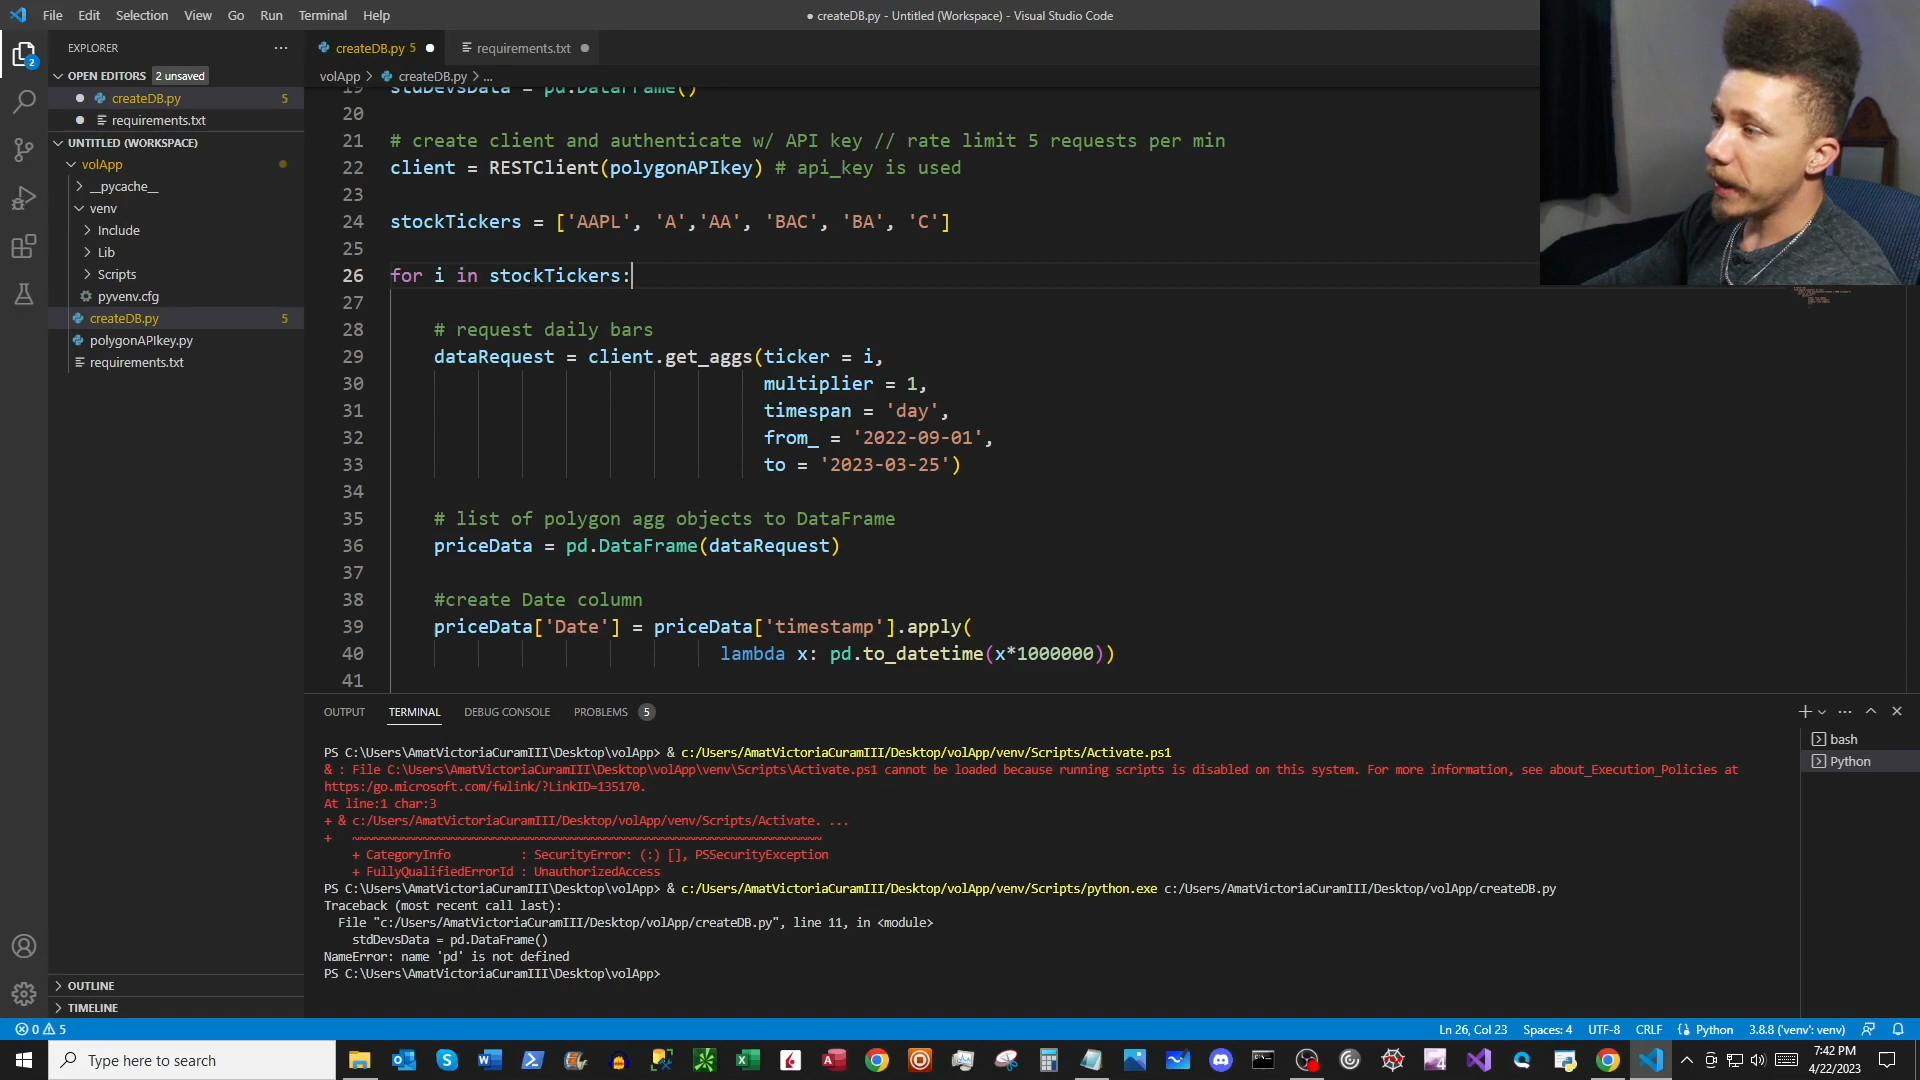 File Edit Selection View Go Run Terminal Help
● createDB.py - Untitled (Workspace) - Visual Studio Code
EXPLORER
OPEN EDITORS 2 unsaved
createDB.py 5
requirements.txt
UNTITLED (WORKSPACE)
volApp
__pycache__
venv
Include
Lib
Scripts
pyvenv.cfg
createDB.py 5
polygonAPIkey.py
requirements.txt
OUTLINE
TIMELINE
2
createDB.py 5 requirements.txt
volApp > createDB.py > ...
19 stdDevsData = pd.DataFrame()
20
21 # create client and authenticate w/ API key // rate limit 5 requests per min
22 client = RESTClient(polygonAPIkey) # api_key is used
23
24 stockTickers = ['AAPL', 'A','AA', 'BAC', 'BA', 'C']
25
26 for i in stockTickers:
27
28 # request daily bars
29 dataRequest = client.get_aggs(ticker = i,
30 multiplier = 1,
31 timespan = 'day',
32 from_ = '2022-09-01',
33 to = '2023-03-25')
34
35 # list of polygon agg objects to DataFrame
36 priceData = pd.DataFrame(dataRequest)
37
38 #create Date column
39 priceData['Date'] = priceData['timestamp'].apply(
40 lambda x: pd.to_datetime(x*1000000))
41
OUTPUT TERMINAL DEBUG CONSOLE PROBLEMS 5
PS C:\Users\AmatVictoriaCuramIII\Desktop\volApp> & c:/Users/AmatVictoriaCuramIII/Desktop/volApp/venv/Scripts/Activate.ps1
& : File C:\Users\AmatVictoriaCuramIII\Desktop\volApp\venv\Scripts\Activate.ps1 cannot be loaded because running scripts is disabled on this system. For more information, see about_Execution_Policies at
https:/go.microsoft.com/fwlink/?LinkID=135170.
At line:1 char:3
+ & c:/Users/AmatVictoriaCuramIII/Desktop/volApp/venv/Scripts/Activate. ...
+ ~~~~~~~~~~~~~~~~~~~~~~~~~~~~~~~~~~~~~~~~~~~~~~~~~~~~~~~~~~~~~~~~~~~
+ CategoryInfo : SecurityError: (:) [], PSSecurityException
+ FullyQualifiedErrorId : UnauthorizedAccess
PS C:\Users\AmatVictoriaCuramIII\Desktop\volApp> & c:/Users/AmatVictoriaCuramIII/Desktop/volApp/venv/Scripts/python.exe c:/Users/AmatVictoriaCuramIII/Desktop/volApp/createDB.py
Traceback (most recent call last):
File "c:/Users/AmatVictoriaCuramIII/Desktop/volApp/createDB.py", line 11, in <module>
stdDevsData = pd.DataFrame()
NameError: name 'pd' is not defined
PS C:\Users\AmatVictoriaCuramIII\Desktop\volApp>
bash
Python
0 5
Ln 26, Col 23 Spaces: 4 UTF-8 CRLF Python 3.8.8 ('venv': venv)
Type here to search
7:42 PM
4/22/2023